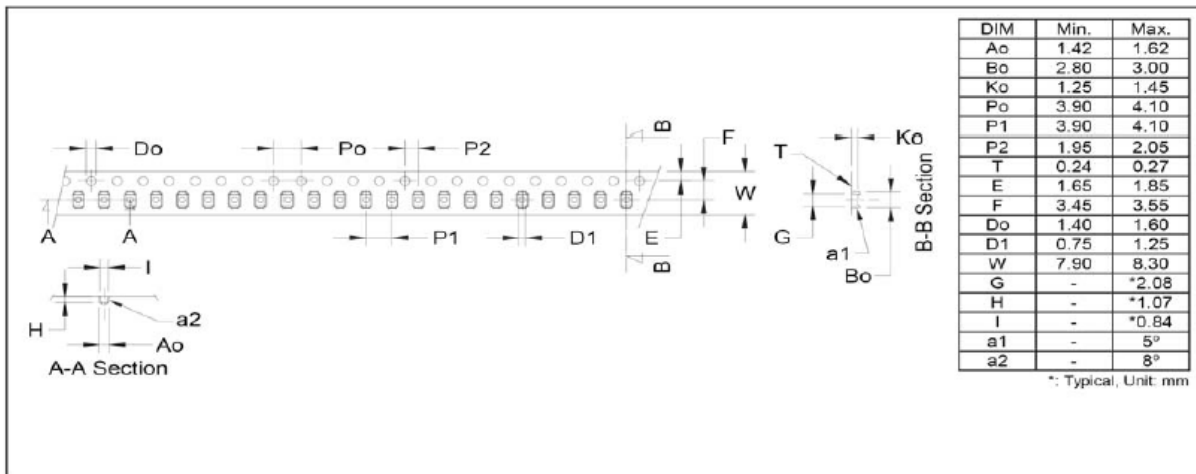 DIM Min. Max.
Ao 1.42 1.62
Bo 2.80 3.00
Ko 1.25 1.45
Po 3.90 4.10
P1 3.90 4.10
P2 1.95 2.05
T 0.24 0.27
E 1.65 1.85
F 3.45 3.55
Do 1.40 1.60
D1 0.75 1.25
W 7.90 8.30
G - *2.08
H - *1.07
I - *0.84
a1 - 5°
a2 - 8°
*: Typical, Unit: mm
Do Po P2 B F T Ko
W
A A P1 D1 E G a1 B-B Section
B Bo
I
H a2
Ao
A-A Section